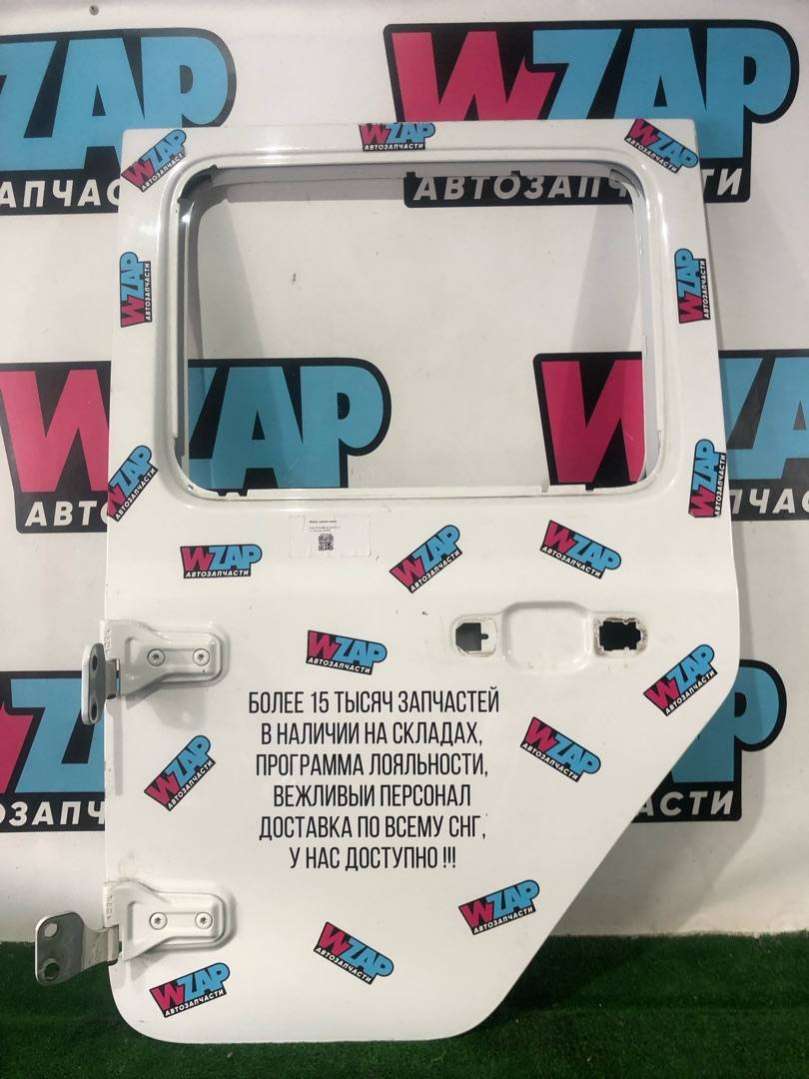 WZAP
АВТОЗАПЧАСТИ
БОЛЕЕ 15 ТЫСЯЧ ЗАПЧАСТЕЙ
В НАЛИЧИИ НА СКЛАДАХ,
ПРОГРАММА ЛОЯЛЬНОСТИ,
ВЕЖЛИВЫЙ ПЕРСОНАЛ
ДОСТАВКА ПО ВСЕМУ СНГ,
У НАС ДОСТУПНО !!!